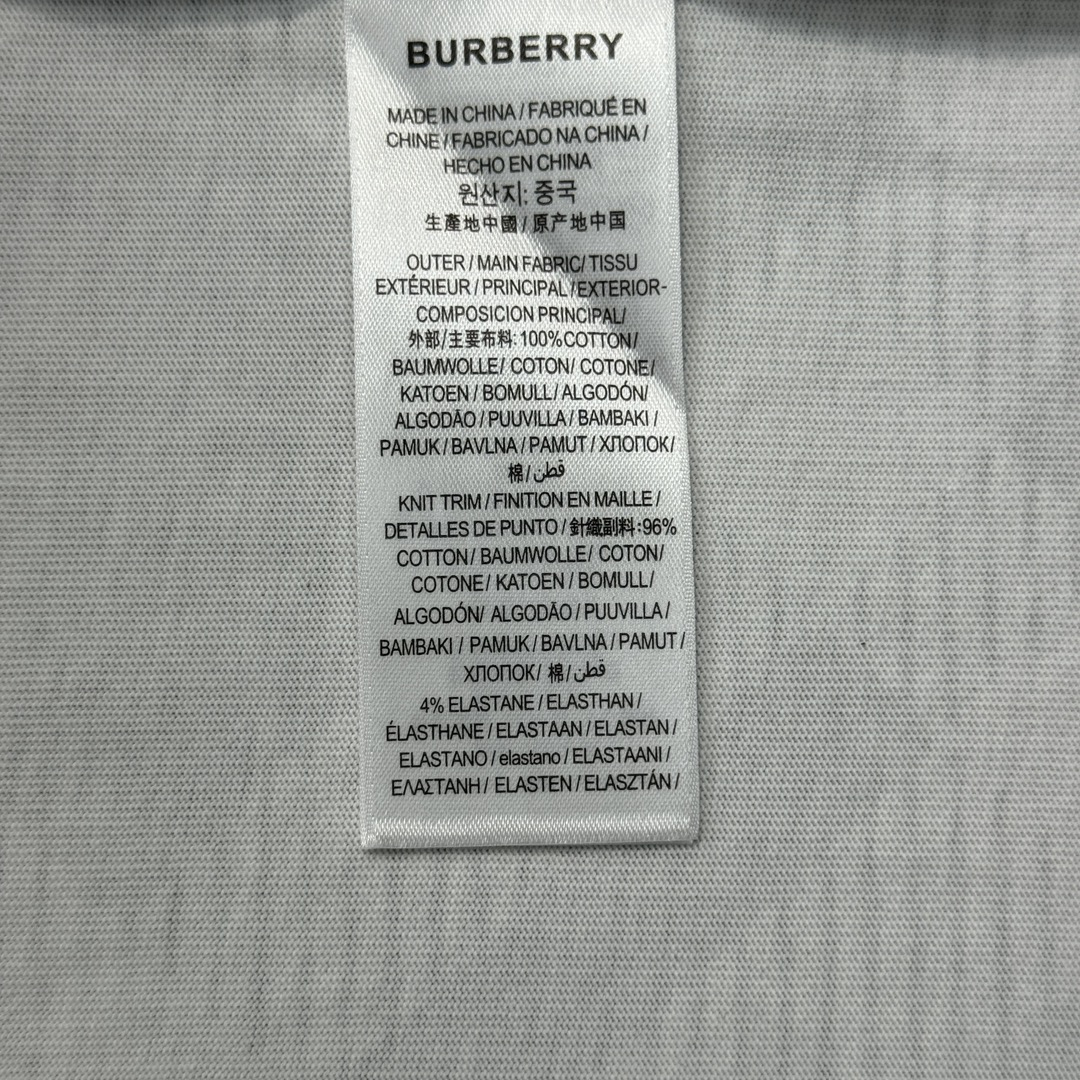 BURBERRY
MADE IN CHINA / FABRIQUÉ EN
CHINE / FABRICADO NA CHINA /
HECHO EN CHINA
원산지: 중국
生產地中國 / 原产地中国
OUTER / MAIN FABRIC/ TISSU
EXTÉRIEUR / PRINCIPAL /EXTERIOR-
COMPOSICION PRINCIPAL/
外部/主要布料:100%COTTON/
BAUMWOLLE/ COTON/ COTONE/
KATOEN / BOMULL/ ALGODÓN/
ALGODÃO / PUUVILLA / BAMBAKI /
PAMUK / BAVLNA / PAMUT / ХЛОПОК/
棉/قطن
KNIT TRIM / FINITION EN MAILLE /
DETALLES DE PUNTO / 針織副料:96%
COTTON/ BAUMWOLLE/ COTON/
COTONE/ KATOEN / BOMULL/
ALGODÓN/ ALGODÃO / PUUVILLA /
BAMBAKI / PAMUK / BAVLNA / PAMUT /
ХЛОПОК/ 棉/قطن
4% ELASTANE / ELASTHAN /
ÉLASTHANE / ELASTAAN / ELASTAN /
ELASTANO / elastano / ELASTAANI /
ΕΛΑΣΤΑΝΗ / ELASTEN / ELASZTÁN /